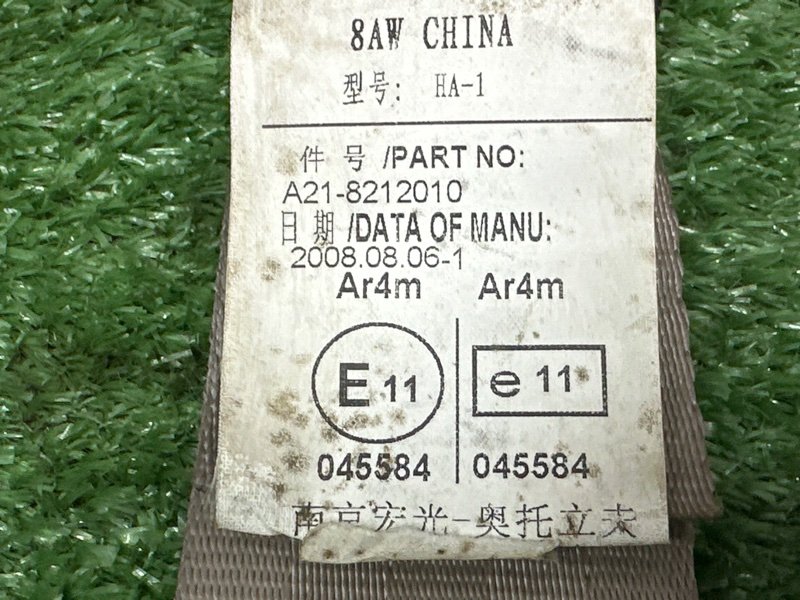 8AW CHINA
型号: HA-1
件 号 /PART NO:
A21-8212010
日 期 /DATA OF MANU:
2008.08.06-1
Ar4m Ar4m
E 11 e 11
045584 045584
南京宏光-奥托立夫